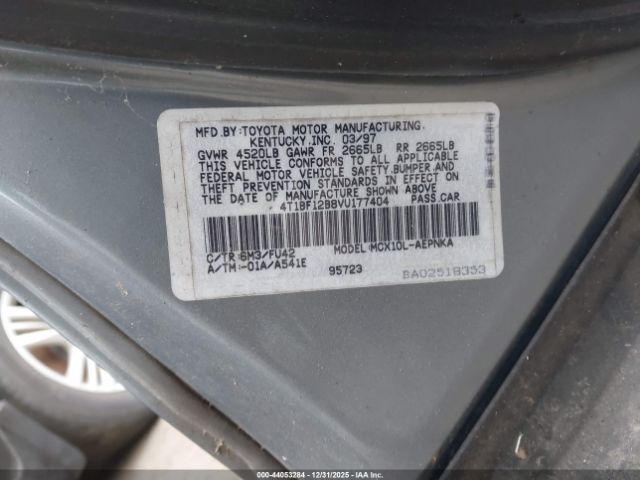 MFD.BY:TOYOTA MOTOR MANUFACTURING.
KENTUCKY,INC. 03/97
GVWR 4520LB GAWR FR 2665LB RR 2665LB
THIS VEHICLE CONFORMS TO ALL APPLICABLE
FEDERAL MOTOR VEHICLE SAFETY,BUMPER,AND
THEFT PREVENTION STANDARDS IN EFFECT ON
THE DATE OF MANUFACTURE SHOWN ABOVE.
4T1BF12B8VU177404 PASS.CAR
C/TR 6M3/FU42 MODEL MCX10L-AEPNKA
A/TM:-01A/A541E 95723 BA0251B353
000-44053284 - 12/31/2025 - © IAA Holdings, LLC